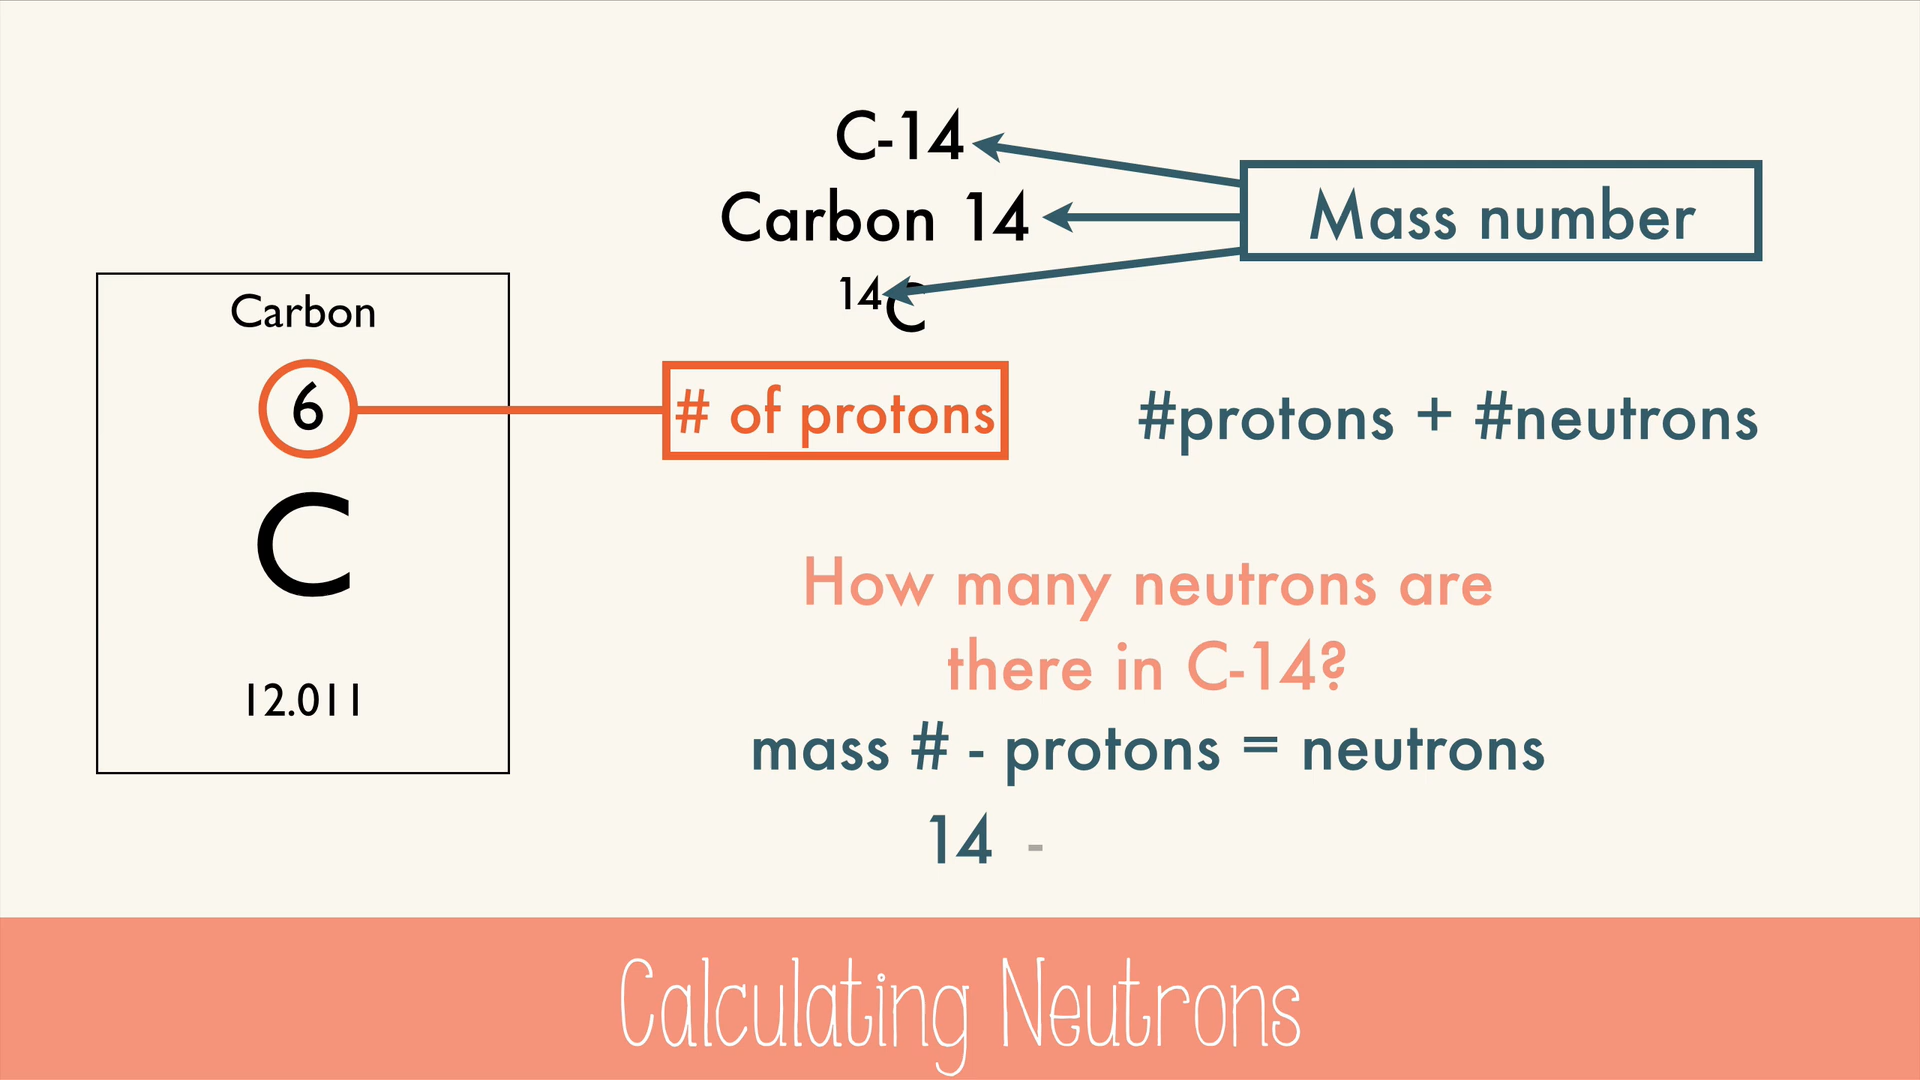 C-14
Carbon 14
¹⁴C
Mass number
Carbon
6
C
12.011
# of protons
#protons + #neutrons
How many neutrons are
there in C-14?
mass # - protons = neutrons
14 -
Calculating Neutrons